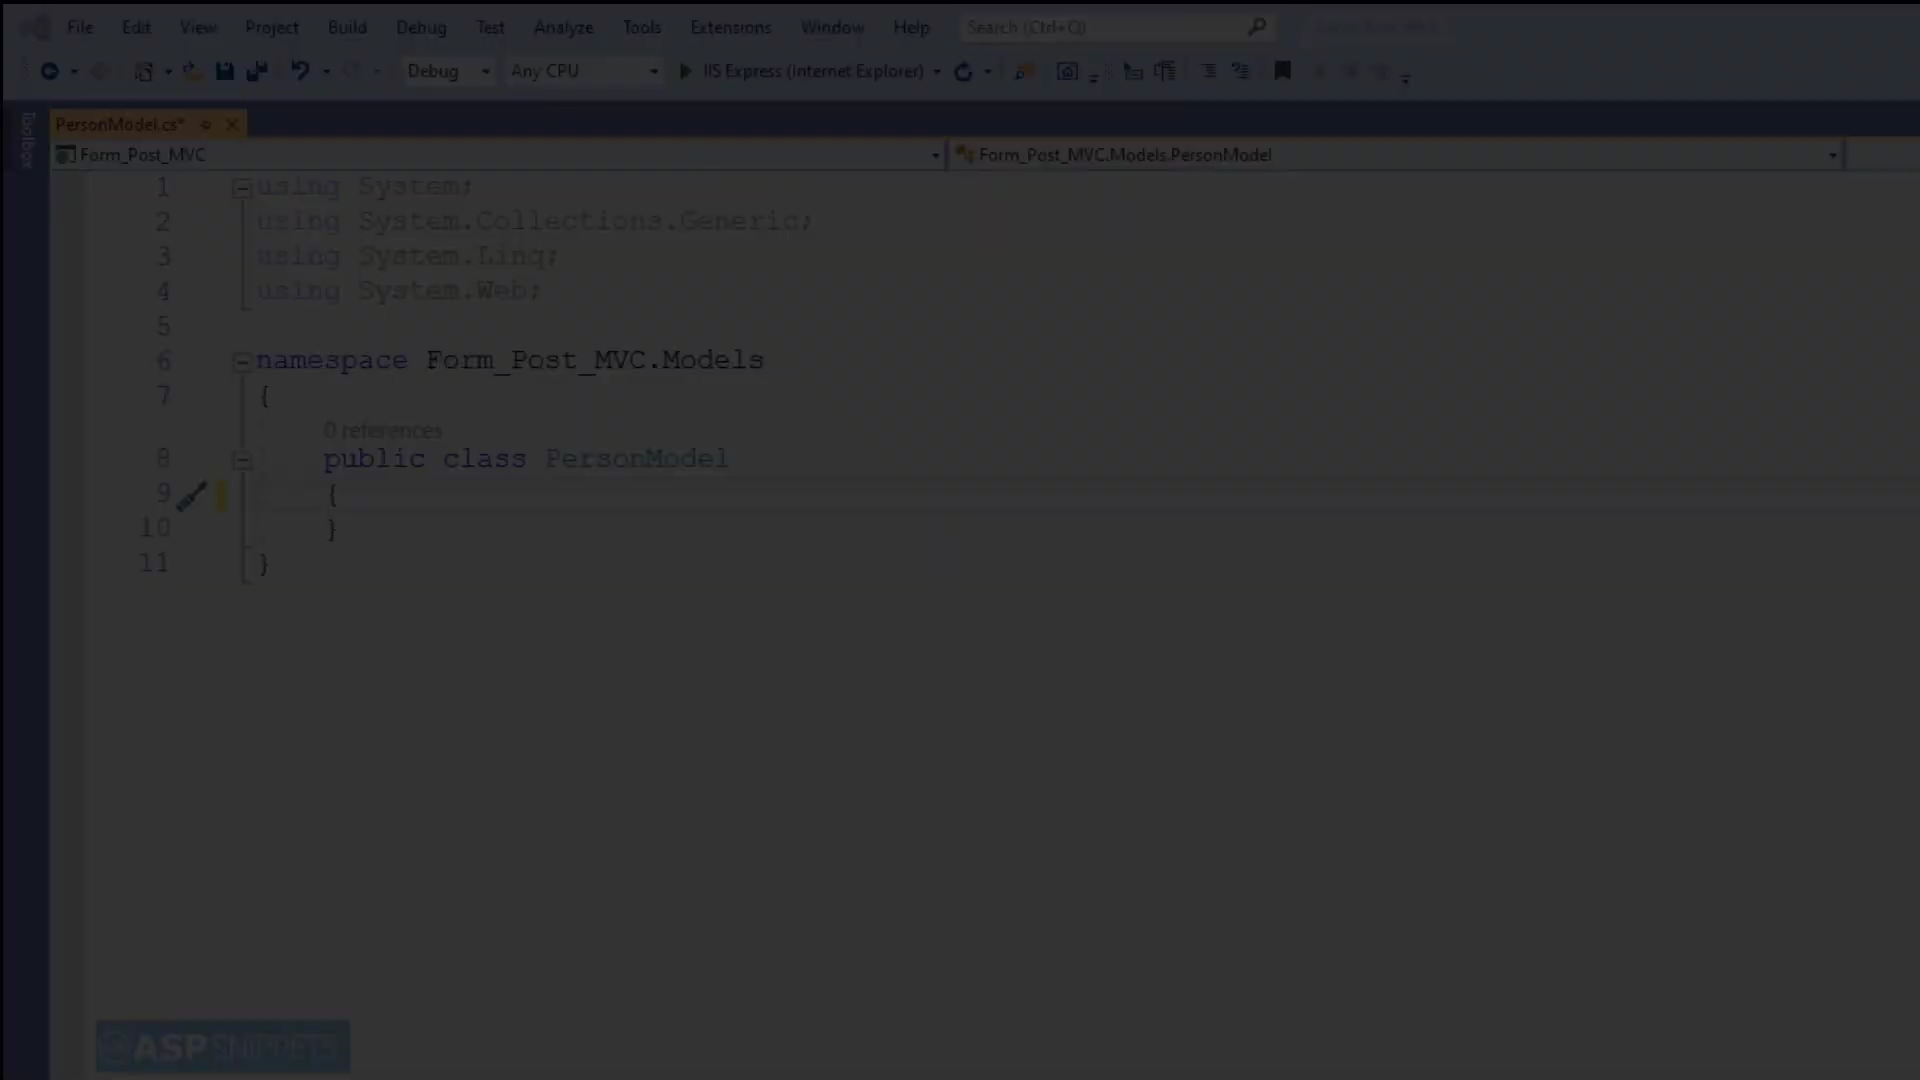 File Edit View Project Build Debug Test Analyze Tools Extensions Window Help Search (Ctrl+Q)
Debug Any CPU IIS Express (Internet Explorer)
Toolbox
PersonModel.cs*
Form_Post_MVC Form_Post_MVC.Models.PersonModel
1 using System;
2 using System.Collections.Generic;
3 using System.Linq;
4 using System.Web;
5
6 namespace Form_Post_MVC.Models
7 {
0 references
8 public class PersonModel
9 {
10 }
11 }
ASPSNIPPETS